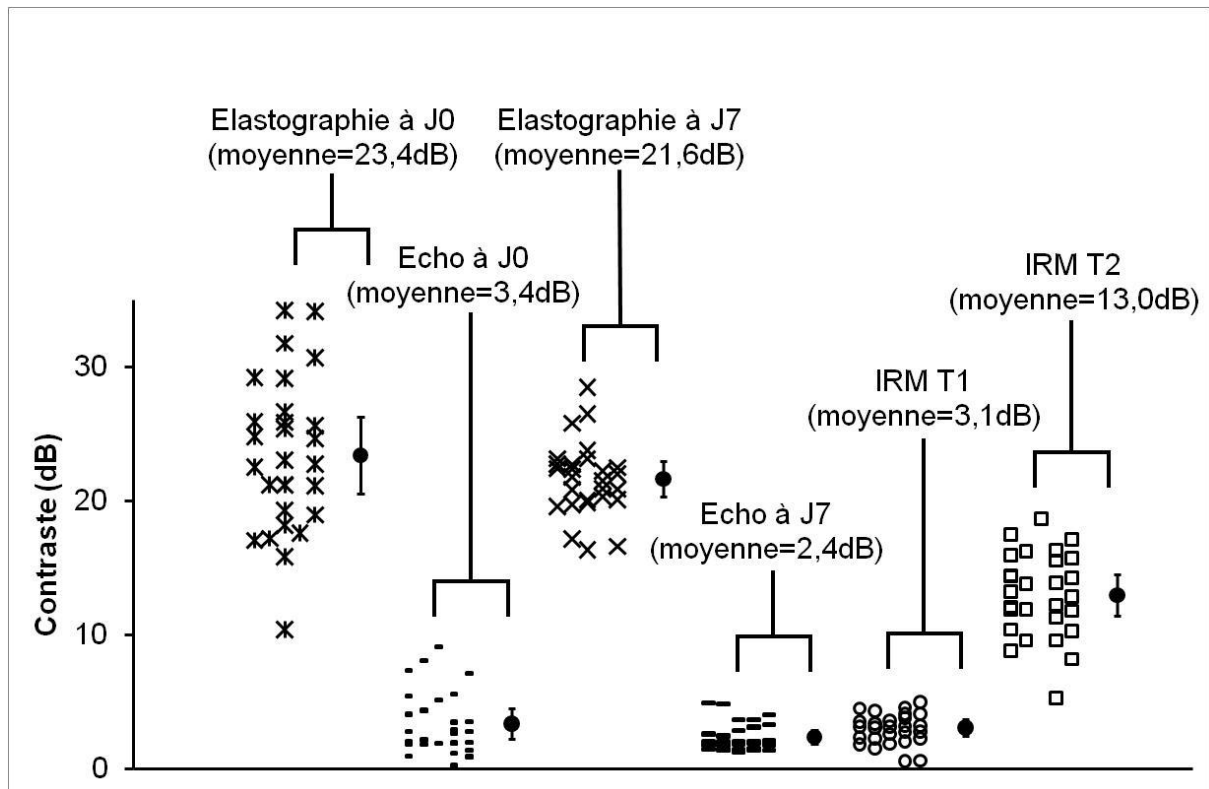 Elastographie à J0
(moyenne=23,4dB)
Elastographie à J7
(moyenne=21,6dB)
Echo à J0
(moyenne=3,4dB)
IRM T2
(moyenne=13,0dB)
IRM T1
(moyenne=3,1dB)
Echo à J7
(moyenne=2,4dB)
Contraste (dB)
30
20
10
0